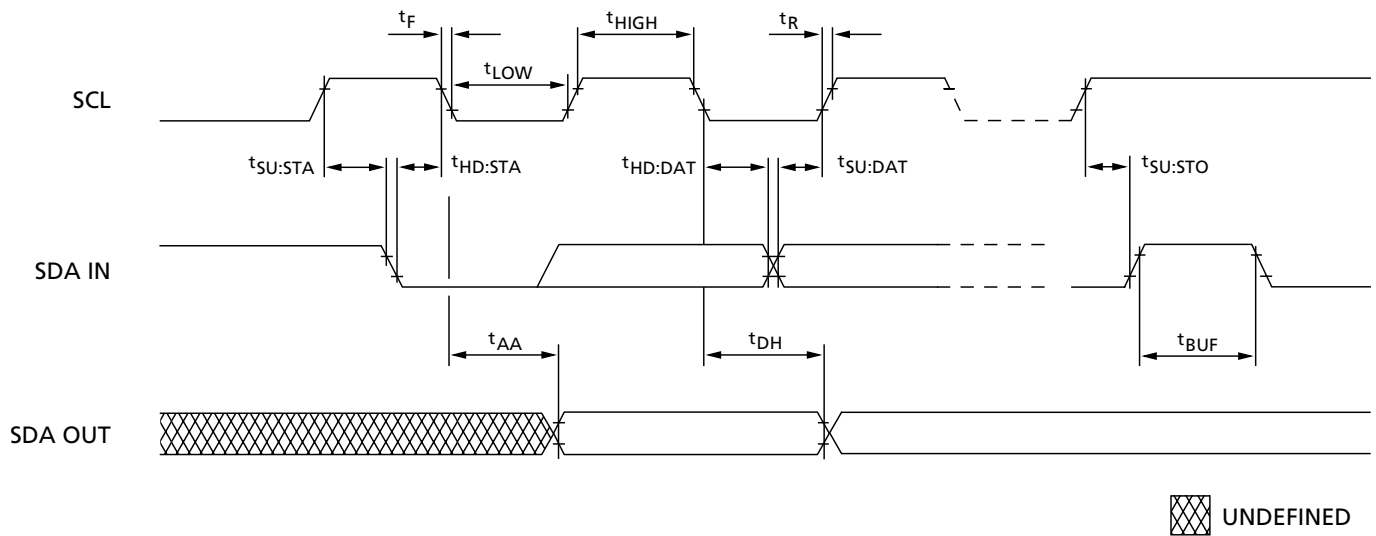 tF
tHIGH
tR
tLOW
SCL
tSU:STA
tHD:STA
tHD:DAT
tSU:DAT
tSU:STO
SDA IN
tAA
tDH
tBUF
SDA OUT
UNDEFINED